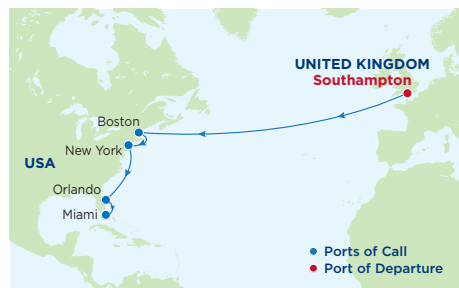 UNITED KINGDOM
Southampton
Boston
New York
USA
Orlando
Miami
Ports of Call
Port of Departure